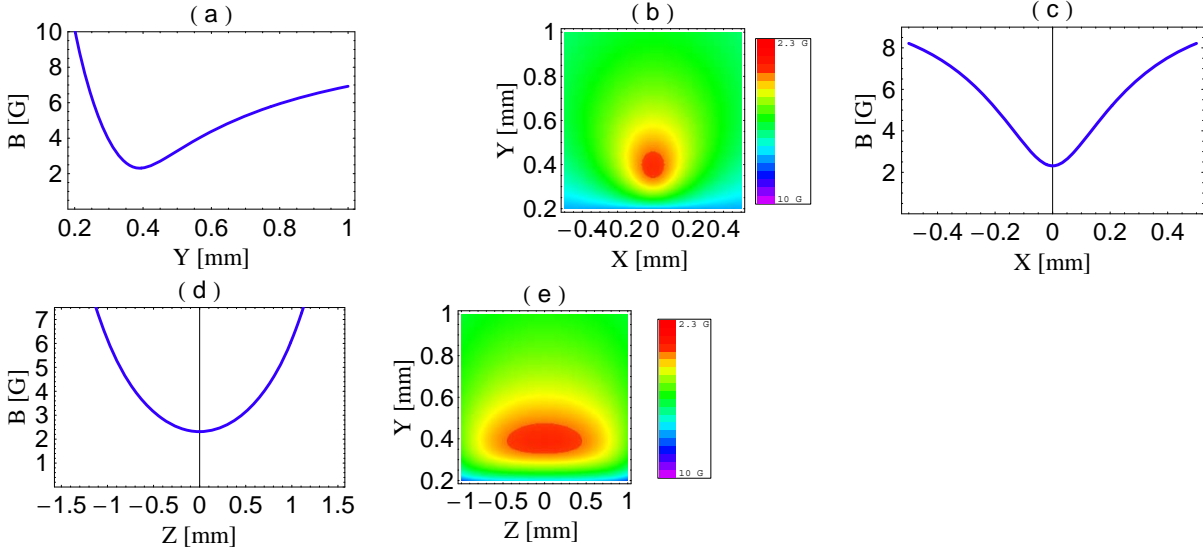 ( a )
10
8
6
4
2
B [G]
0.2 0.4 0.6 0.8 1
Y [mm]
( b )
1
0.8
0.6
0.4
0.2
Y [mm]
−0.4−0.2 0 0.20.4
X [mm]
2.3 G
10 G
( c )
8
6
4
2
B [G]
−0.4 −0.2 0 0.2 0.4
X [mm]
( d )
7
6
5
4
3
2
1
B [G]
−1.5 −1 −0.5 0 0.5 1 1.5
Z [mm]
( e )
1
0.8
0.6
0.4
0.2
Y [mm]
−1 −0.5 0 0.5 1
Z [mm]
2.3 G
10 G